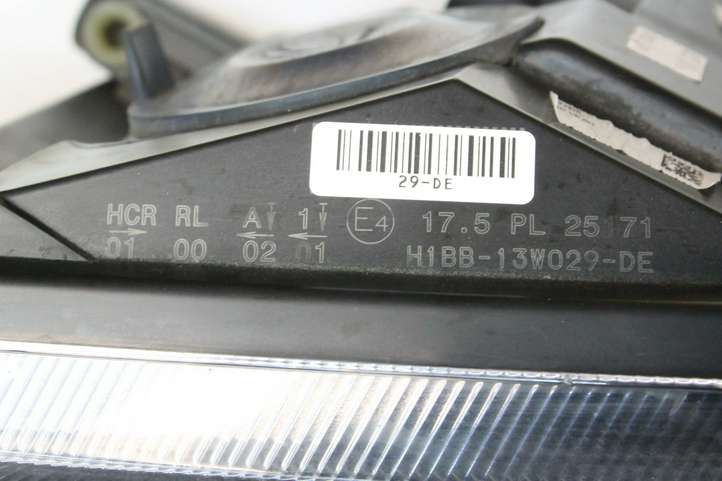 29-DE
HCR RL A 1 E4 17.5 PL 25171
01 00 02 01 H1BB-13W029-DE